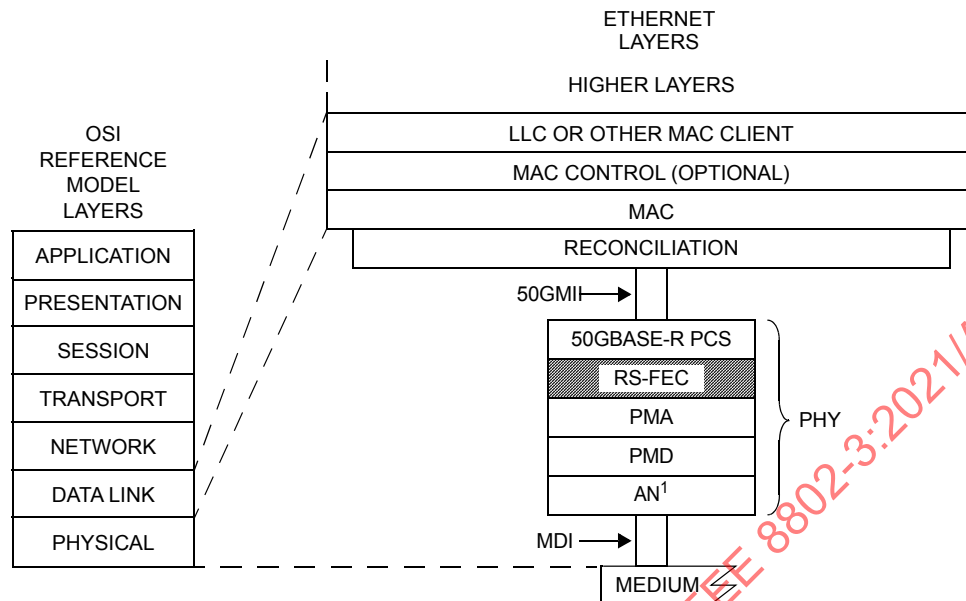 ETHERNET
LAYERS
HIGHER LAYERS
LLC OR OTHER MAC CLIENT
MAC CONTROL (OPTIONAL)
MAC
RECONCILIATION
OSI
REFERENCE
MODEL
LAYERS
APPLICATION
PRESENTATION
SESSION
TRANSPORT
NETWORK
DATA LINK
PHYSICAL
50GMII
50GBASE-R PCS
RS-FEC
PMA
PMD
AN¹
PHY
MDI
MEDIUM
8802-3:2021/